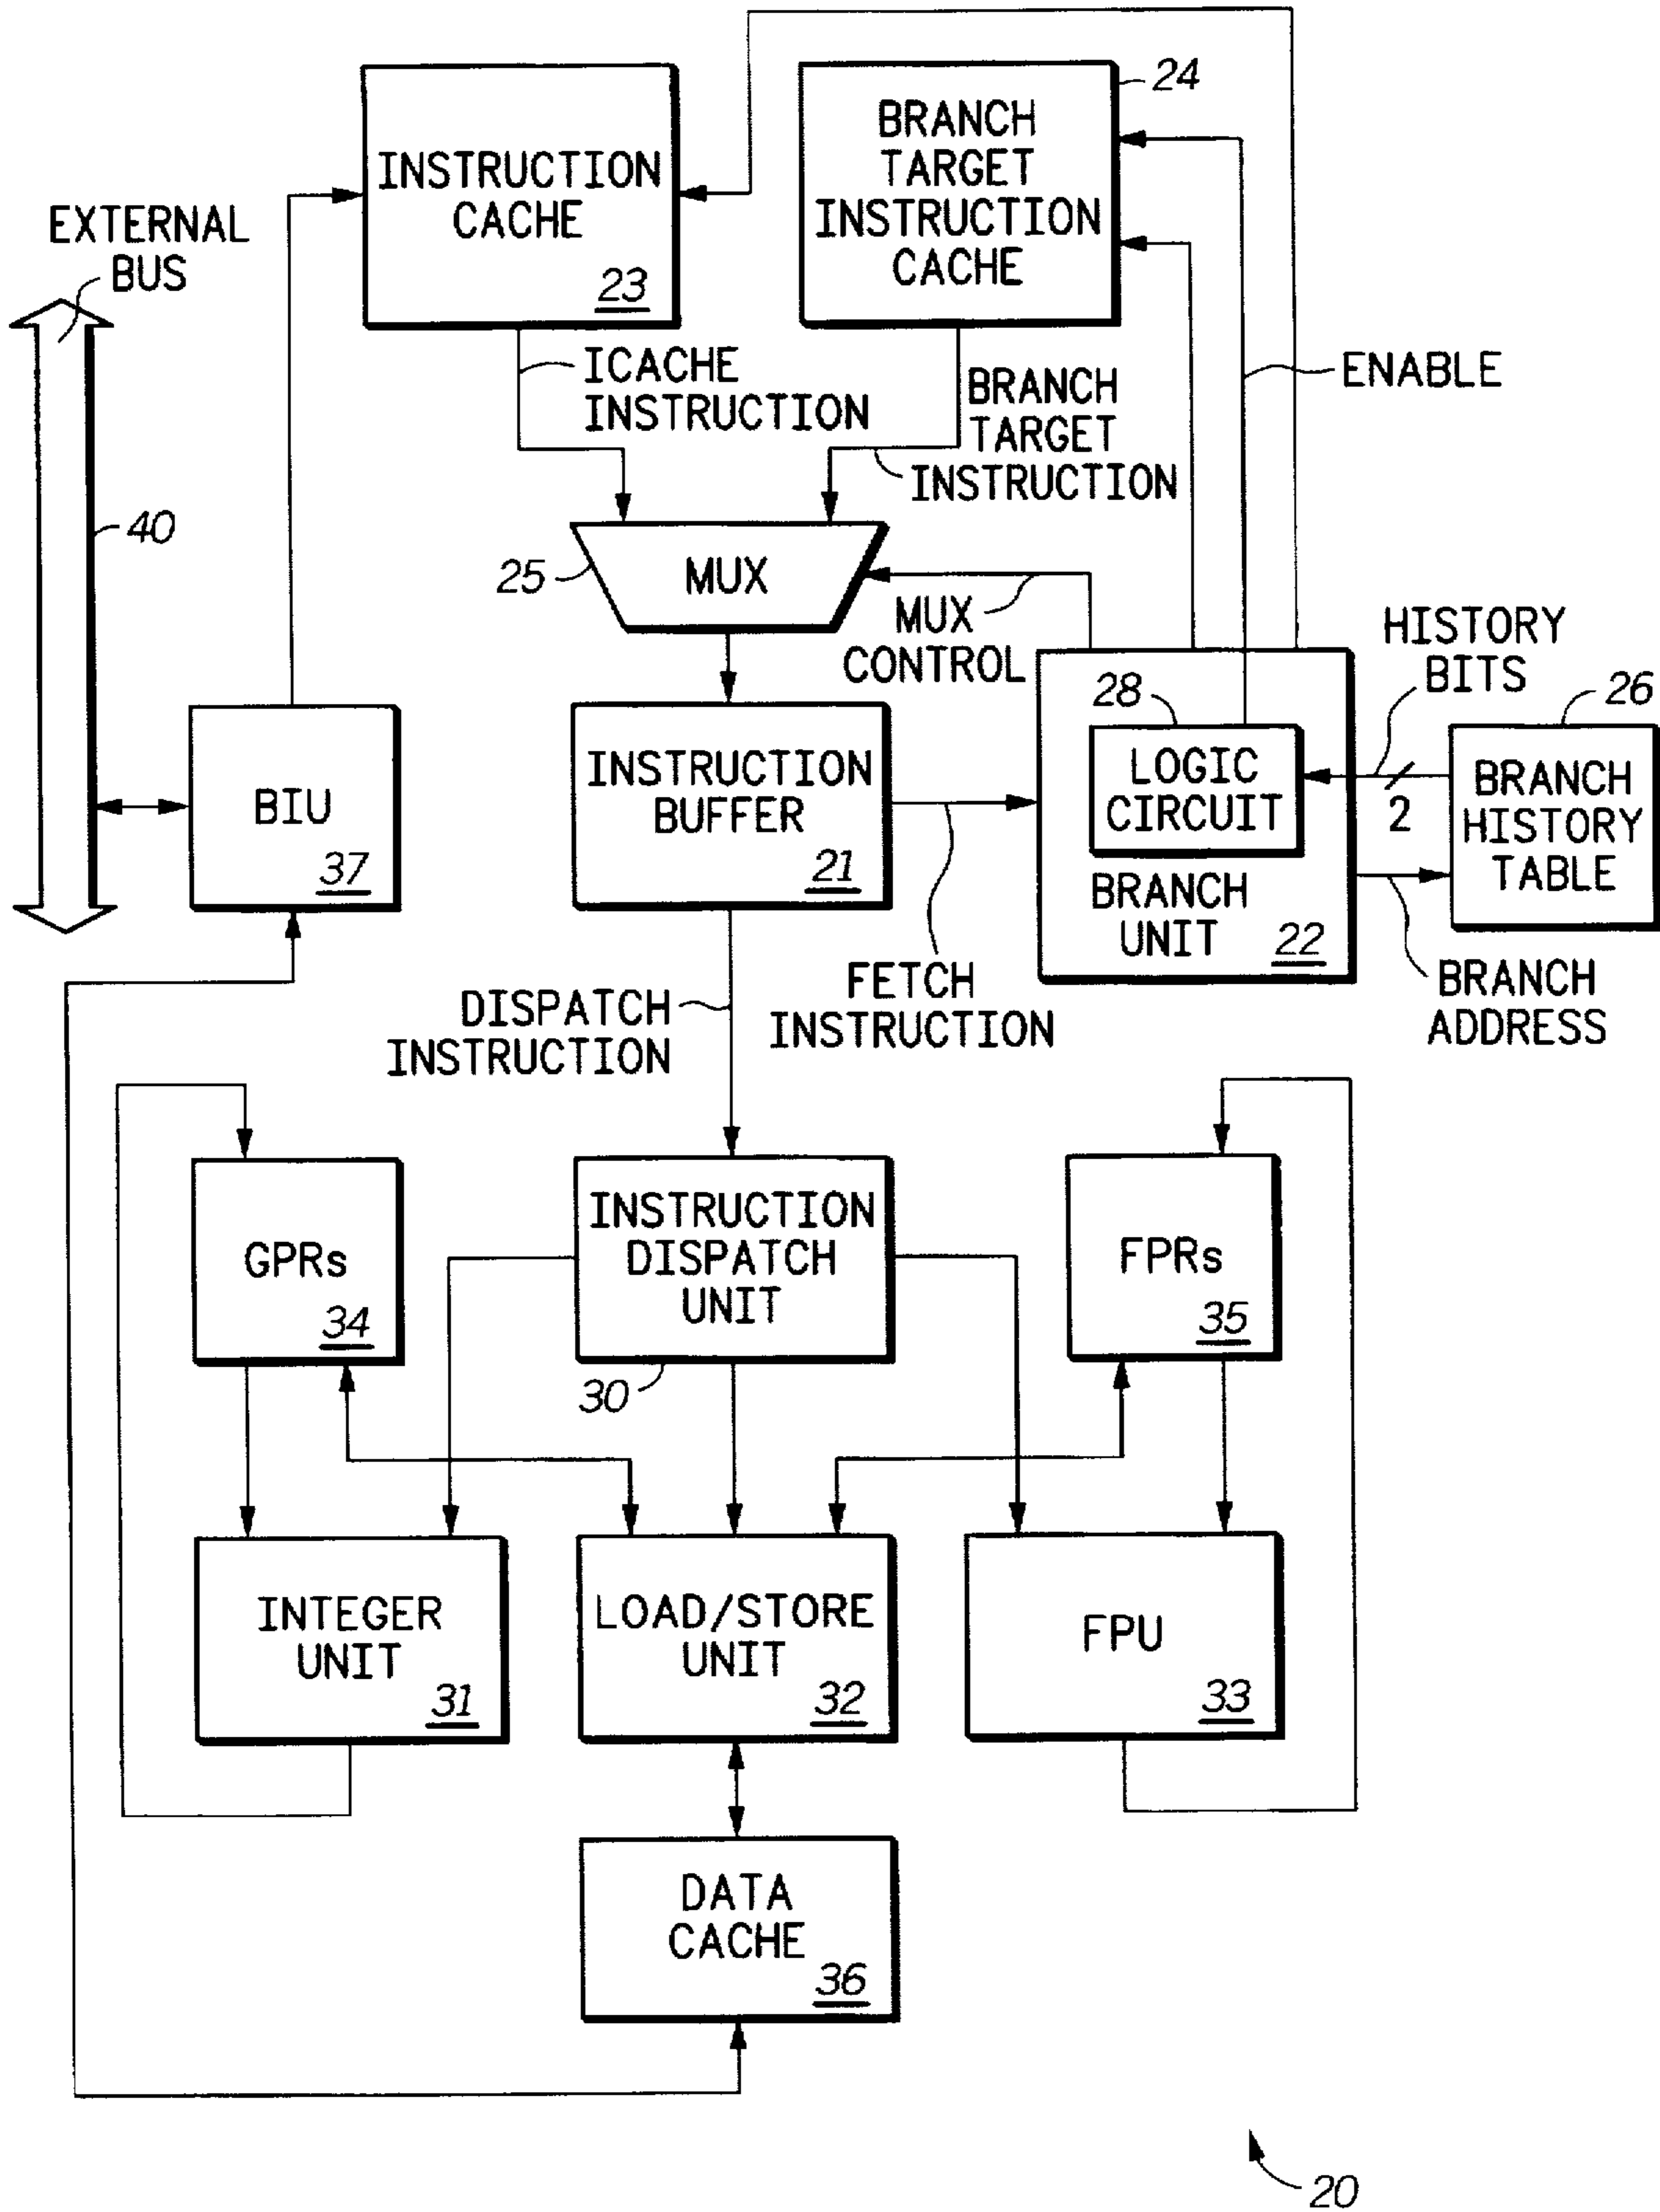 24
BRANCH
TARGET
INSTRUCTION
CACHE
INSTRUCTION
CACHE
23
EXTERNAL
BUS
ICACHE
INSTRUCTION
BRANCH
TARGET
INSTRUCTION
ENABLE
40
25
MUX
MUX
CONTROL
HISTORY
BITS
26
28
LOGIC
CIRCUIT
BRANCH
UNIT
22
2
BRANCH
HISTORY
TABLE
BIU
37
INSTRUCTION
BUFFER
21
FETCH
INSTRUCTION
BRANCH
ADDRESS
DISPATCH
INSTRUCTION
GPRs
34
INSTRUCTION
DISPATCH
UNIT
30
FPRs
35
INTEGER
UNIT
31
LOAD/STORE
UNIT
32
FPU
33
DATA
CACHE
36
20